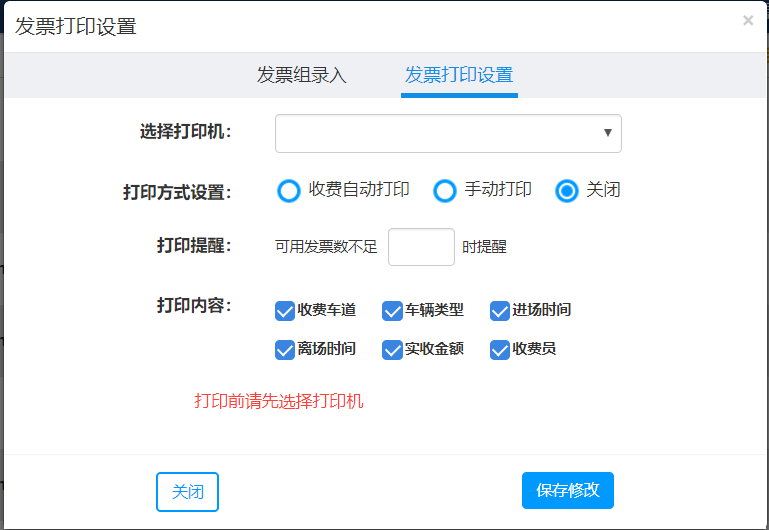 发票打印设置
×
发票组录入 发票打印设置
选择打印机：
打印方式设置： 收费自动打印 手动打印 关闭
打印提醒： 可用发票数不足 时提醒
打印内容： 收费车道 车辆类型 进场时间
离场时间 实收金额 收费员
打印前请先选择打印机
关闭 保存修改